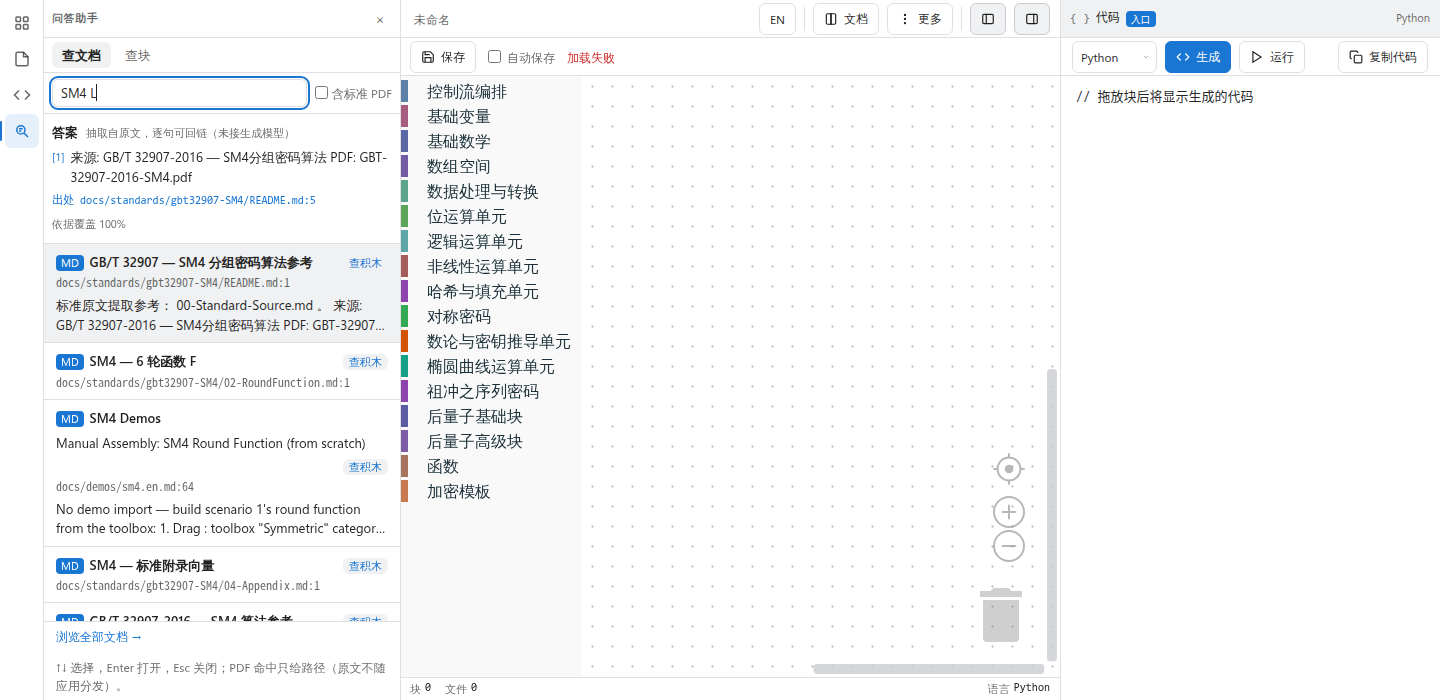 问答助手 ×
查文档 查块
SM4 L
含标准 PDF
答案 抽取自原文，逐句可回链（未接生成模型）
[1] 来源: GB/T 32907-2016 — SM4分组密码算法 PDF: GBT-
32907-2016-SM4.pdf
出处 docs/standards/gbt32907-SM4/README.md:5
依据覆盖 100%
MD GB/T 32907 — SM4 分组密码算法参考 查积木
docs/standards/gbt32907-SM4/README.md:1
标准原文提取参考： 00-Standard-Source.md 。 来源:
GB/T 32907-2016 — SM4分组密码算法 PDF: GBT-32907...
MD SM4 — 6 轮函数 F 查积木
docs/standards/gbt32907-SM4/02-RoundFunction.md:1
MD SM4 Demos
Manual Assembly: SM4 Round Function (from scratch)
查积木
docs/demos/sm4.en.md:64
No demo import — build scenario 1's round function
from the toolbox: 1. Drag : toolbox "Symmetric" categor...
MD SM4 — 标准附录向量 查积木
docs/standards/gbt32907-SM4/04-Appendix.md:1
MD GB/T 32907-2016 — SM4 算法参考 查积木
浏览全部文档 →
↑↓ 选择，Enter 打开，Esc 关闭；PDF 命中只给路径（原文不随
应用分发）。
未命名
EN 文档 更多
保存 自动保存 加载失败
控制流编排
基础变量
基础数学
数组空间
数据处理与转换
位运算单元
逻辑运算单元
非线性运算单元
哈希与填充单元
对称密码
数论与密钥推导单元
椭圆曲线运算单元
祖冲之序列密码
后量子基础块
后量子高级块
函数
加密模板
块 0 文件 0 语言 Python
{ } 代码 入口 Python
Python 生成 运行 复制代码
// 拖放块后将显示生成的代码